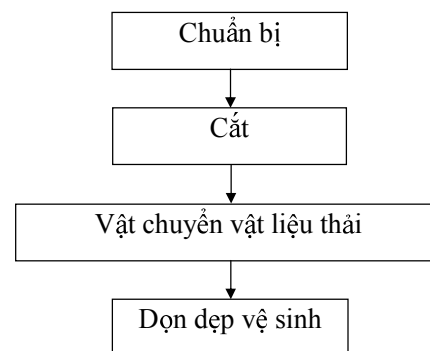 Chuẩn bị
Cắt
Vật chuyển vật liệu thải
Dọn dẹp vệ sinh